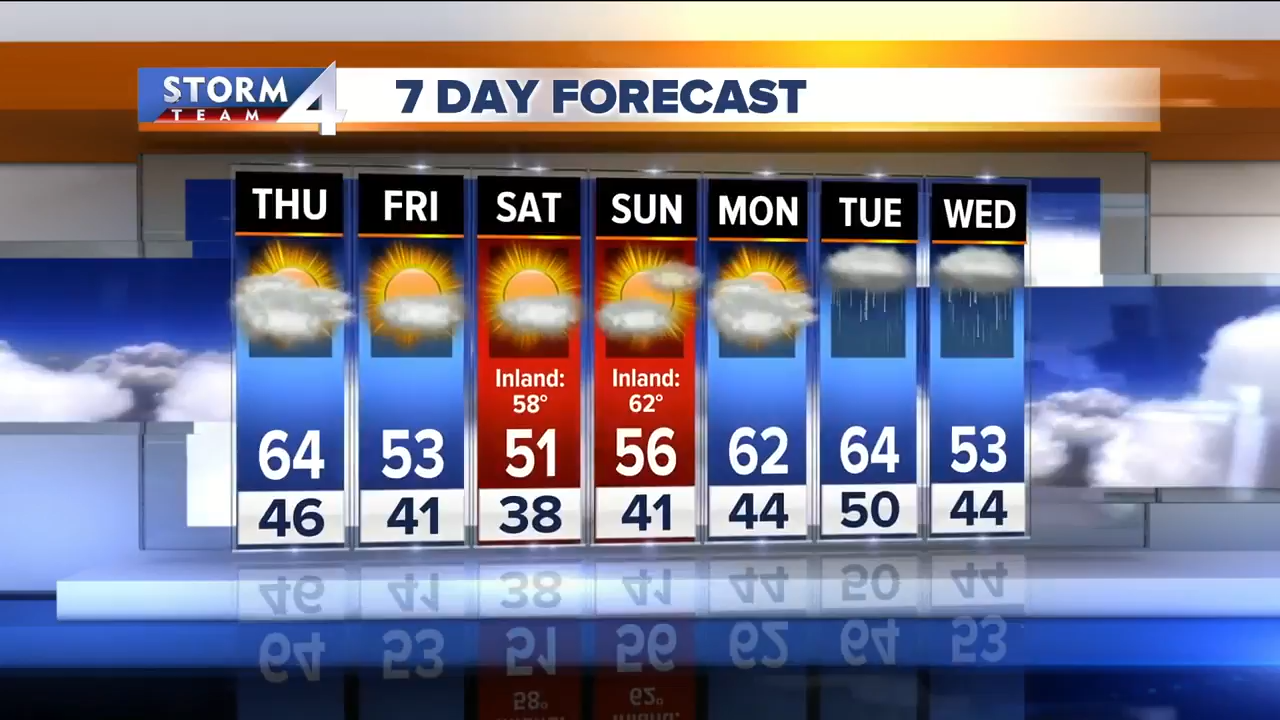 STORM
TEAM
4
7 DAY FORECAST
THU FRI SAT SUN MON TUE WED
Inland: Inland:
58° 62°
64 53 51 56 62 64 53
46 41 38 41 44 50 44